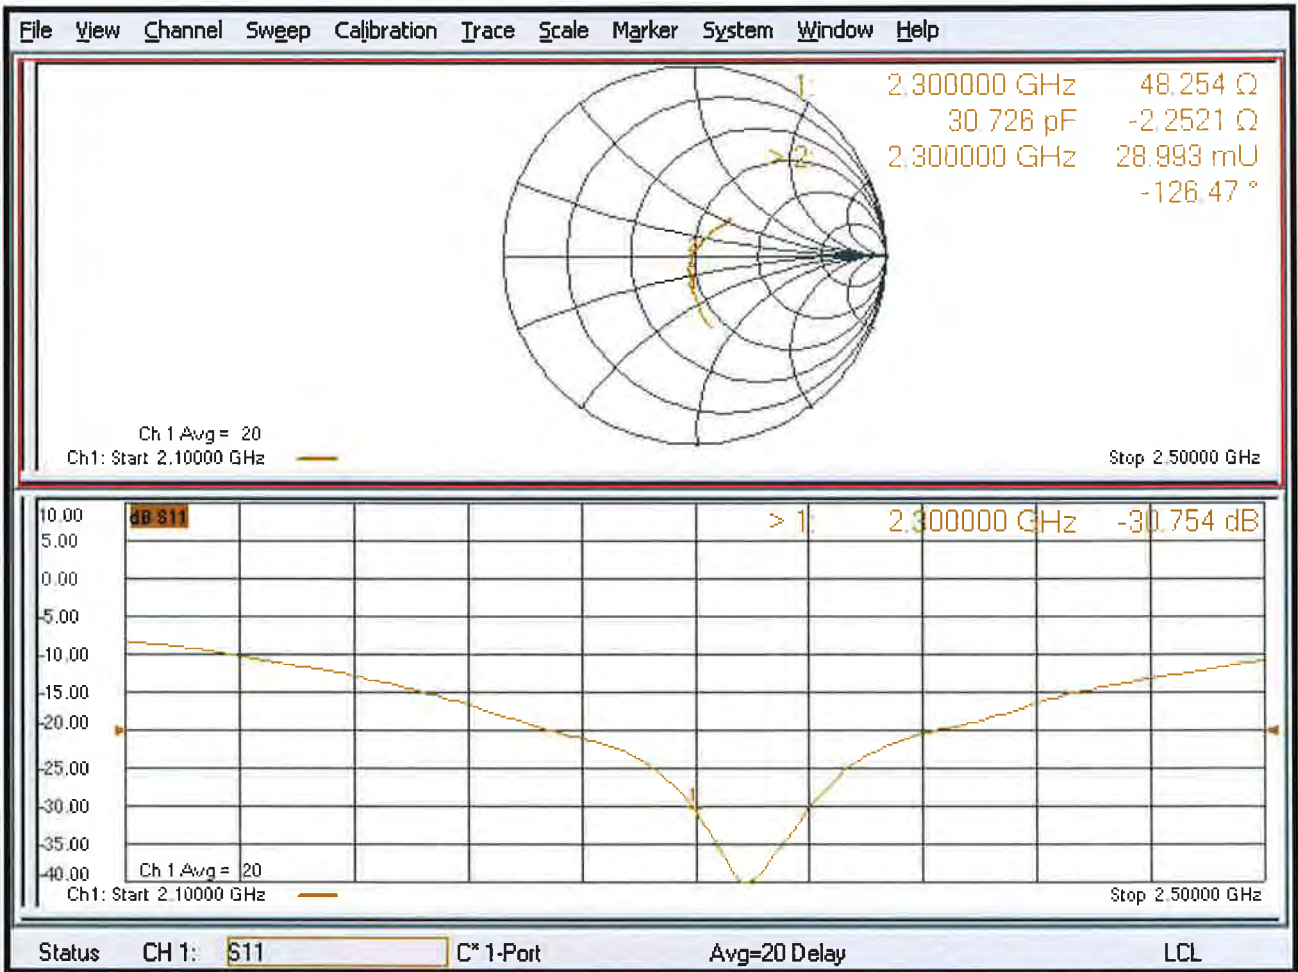 File View Channel Sweep Calibration Trace Scale Marker System Window Help
1: 2.300000 GHz 48.254 Ω
30.726 pF -2.2521 Ω
> 2: 2.300000 GHz 28.993 mU
-126.47 °
Ch 1 Avg = 20
Ch1: Start 2.10000 GHz
Stop 2.50000 GHz
10.00
dB S11
> 1: 2.300000 GHz -30.754 dB
5.00
0.00
-5.00
-10.00
-15.00
-20.00
-25.00
-30.00
1
-35.00
-40.00
Ch 1 Avg = 20
Ch1: Start 2.10000 GHz
Stop 2.50000 GHz
Status CH 1: S11 C* 1-Port Avg=20 Delay LCL